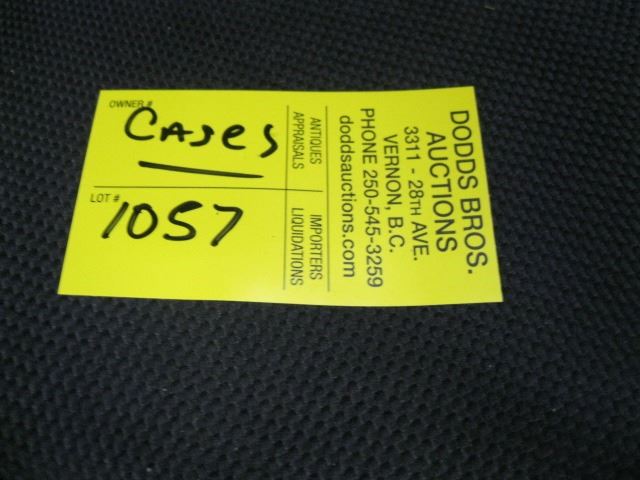 OWNER #
Cases
LOT #
1057
ANTIQUES
APPRAISALS
IMPORTERS
LIQUIDATIONS
DODDS BROS.
AUCTIONS
3311 - 28TH AVE.
VERNON, B.C.
PHONE 250-545-3259
doddsauctions.com